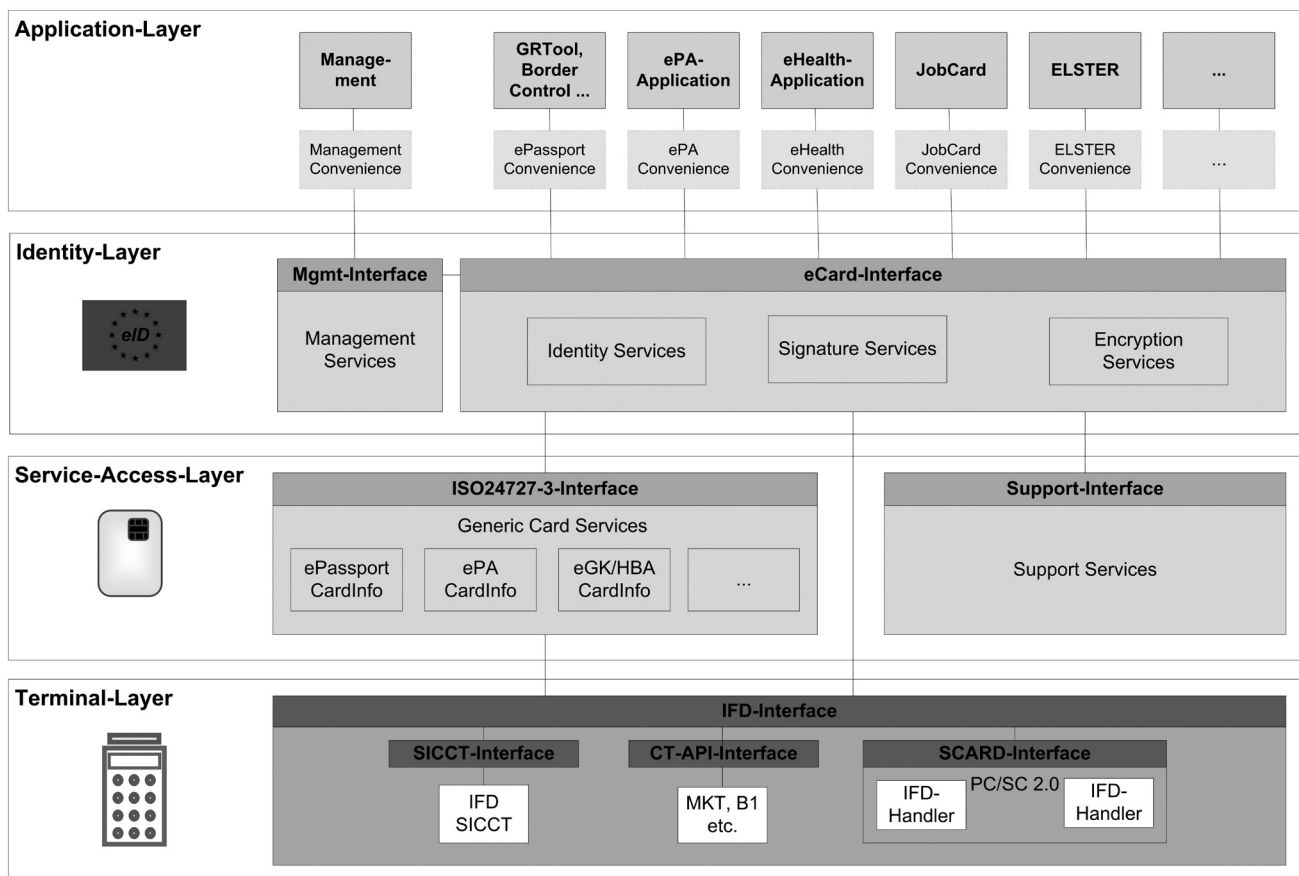 Application-Layer
Manage-
ment
GRTool,
Border
Control ...
ePA-
Application
eHealth-
Application
JobCard
ELSTER
...
Management
Convenience
ePassport
Convenience
ePA
Convenience
eHealth
Convenience
JobCard
Convenience
ELSTER
Convenience
...
Identity-Layer
eID
Mgmt-Interface
Management
Services
eCard-Interface
Identity Services
Signature Services
Encryption
Services
Service-Access-Layer
ISO24727-3-Interface
Generic Card Services
ePassport
CardInfo
ePA
CardInfo
eGK/HBA
CardInfo
...
Support-Interface
Support Services
Terminal-Layer
IFD-Interface
SICCT-Interface
IFD
SICCT
CT-API-Interface
MKT, B1
etc.
SCARD-Interface
PC/SC 2.0
IFD-
Handler
IFD-
Handler